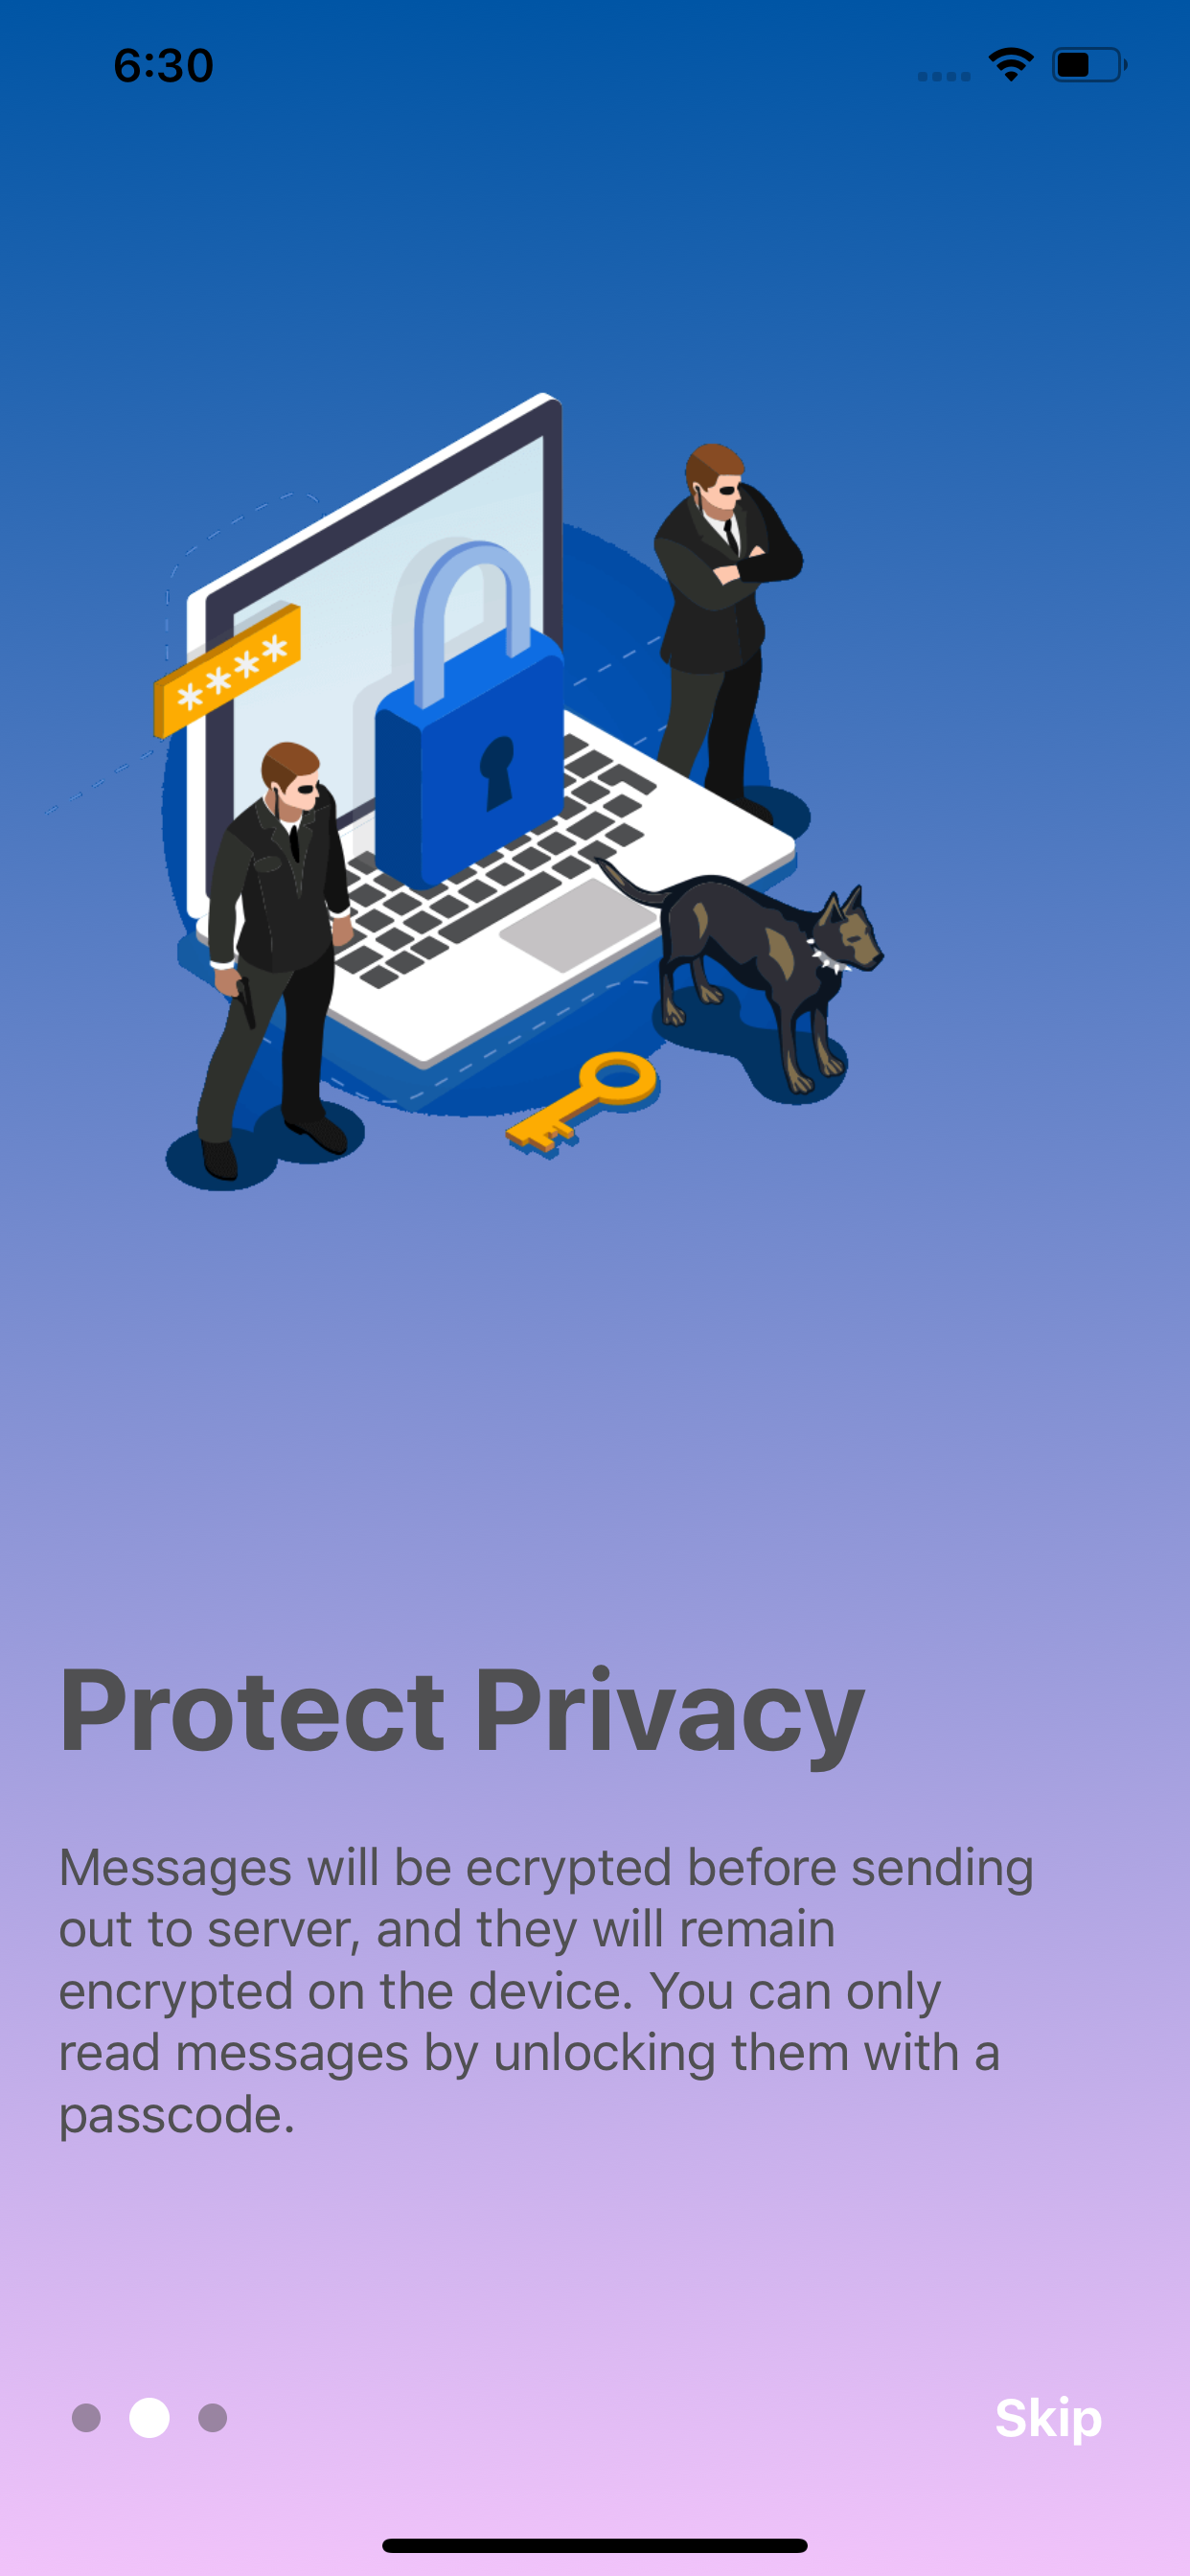 6:30
****
Protect Privacy
Messages will be ecrypted before sending
out to server, and they will remain
encrypted on the device. You can only
read messages by unlocking them with a
passcode.
Skip